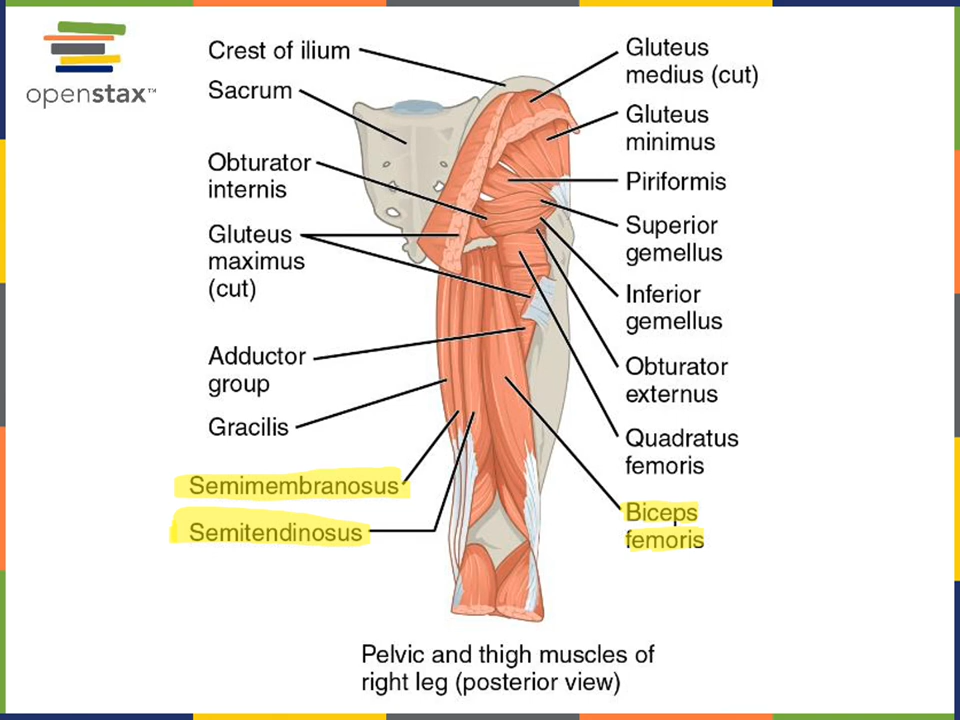 openstax™
Crest of ilium
Sacrum
Obturator
internis
Gluteus
maximus
(cut)
Adductor
group
Gracilis
Semimembranosus
Semitendinosus
Gluteus
medius (cut)
Gluteus
minimus
Piriformis
Superior
gemellus
Inferior
gemellus
Obturator
externus
Quadratus
femoris
Biceps
femoris
Pelvic and thigh muscles of
right leg (posterior view)